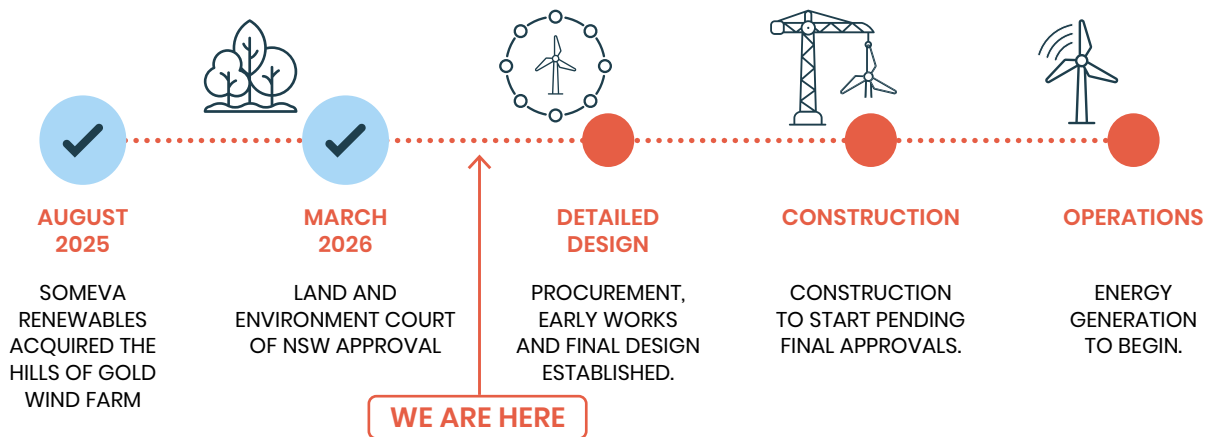 AUGUST
2025
SOMEVA
RENEWABLES
ACQUIRED THE
HILLS OF GOLD
WIND FARM
MARCH
2026
LAND AND
ENVIRONMENT COURT
OF NSW APPROVAL
WE ARE HERE
DETAILED
DESIGN
PROCUREMENT,
EARLY WORKS
AND FINAL DESIGN
ESTABLISHED.
CONSTRUCTION
CONSTRUCTION
TO START PENDING
FINAL APPROVALS.
OPERATIONS
ENERGY
GENERATION
TO BEGIN.